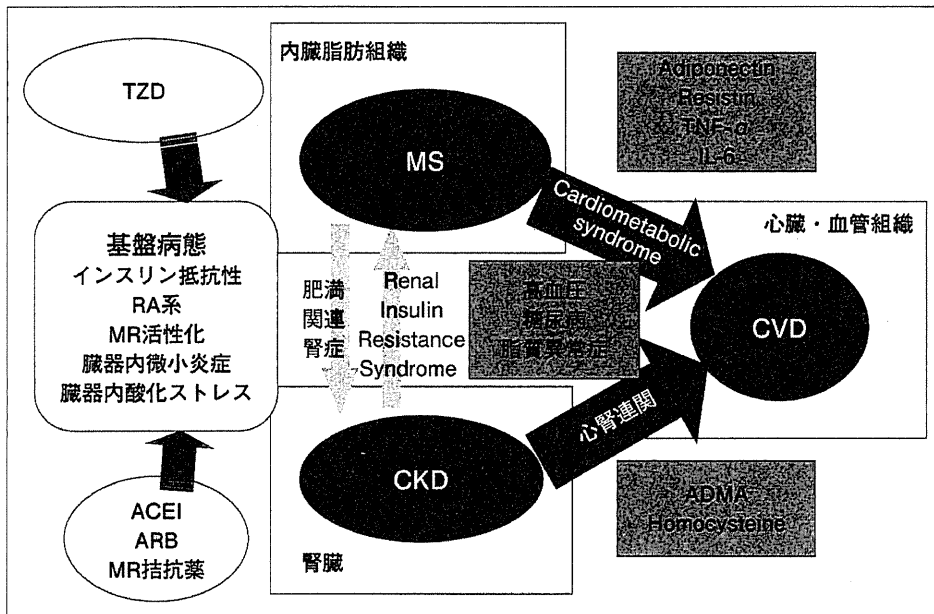 TZD
基盤病態
インスリン抵抗性
RA系
MR活性化
臓器内微小炎症
臓器内酸化ストレス
ACEI
ARB
MR拮抗薬
内臓脂肪組織
MS
肥満
関連
腎症
Renal
Insulin
Resistance
Syndrome
CKD
腎臓
Adiponectin
Resistin
TNF-α
IL-6
Cardiometabolic
syndrome
高血圧
糖尿病
脂質異常症
心腎連関
心臓・血管組織
CVD
ADMA
Homocysteine